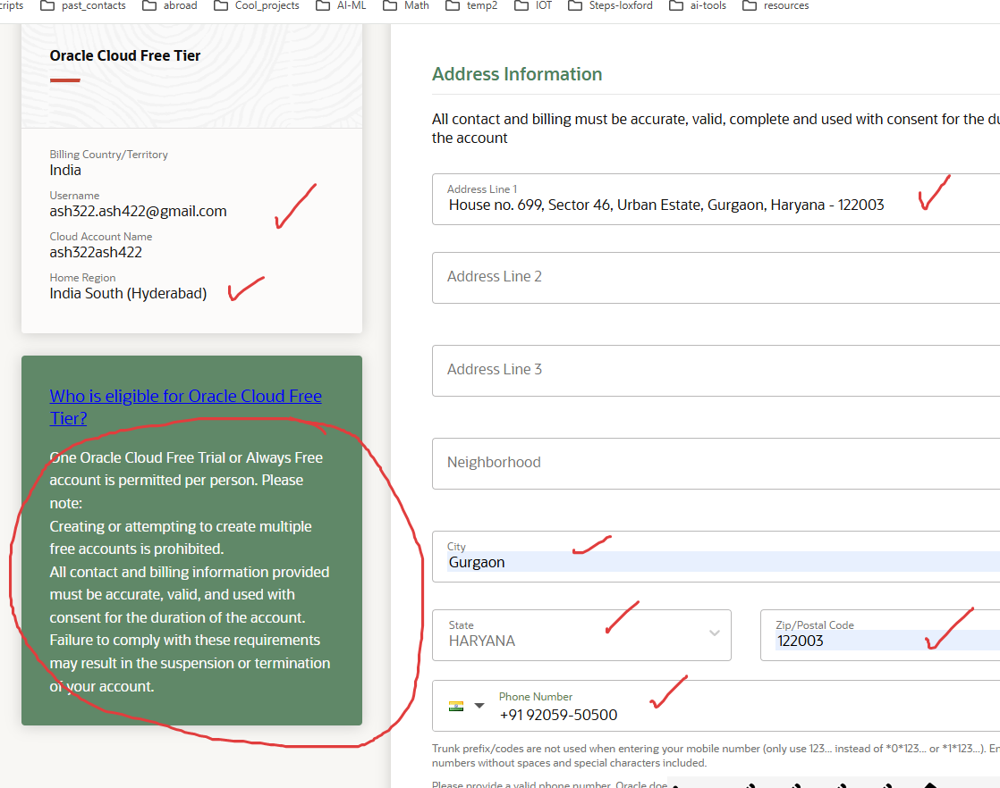 cripts past_contacts abroad Cool_projects AI-ML Math temp2 IOT Steps-loxford ai-tools resources
Oracle Cloud Free Tier
Billing Country/Territory
India
Username
ash322.ash422@gmail.com
Cloud Account Name
ash322ash422
Home Region
India South (Hyderabad)
Who is eligible for Oracle Cloud Free
Tier?
One Oracle Cloud Free Trial or Always Free
account is permitted per person. Please
note:
Creating or attempting to create multiple
free accounts is prohibited.
All contact and billing information provided
must be accurate, valid, and used with
consent for the duration of the account.
Failure to comply with these requirements
may result in the suspension or termination
of your account.
Address Information
All contact and billing must be accurate, valid, complete and used with consent for the du
the account
Address Line 1
House no. 699, Sector 46, Urban Estate, Gurgaon, Haryana - 122003
Address Line 2
Address Line 3
Neighborhood
City
Gurgaon
State
HARYANA
Zip/Postal Code
122003
Phone Number
+91 92059-50500
Trunk prefix/codes are not used when entering your mobile number (only use 123... instead of *0*123... or *1*123...). En
numbers without spaces and special characters included.
Please provide a valid phone number. Oracle doe